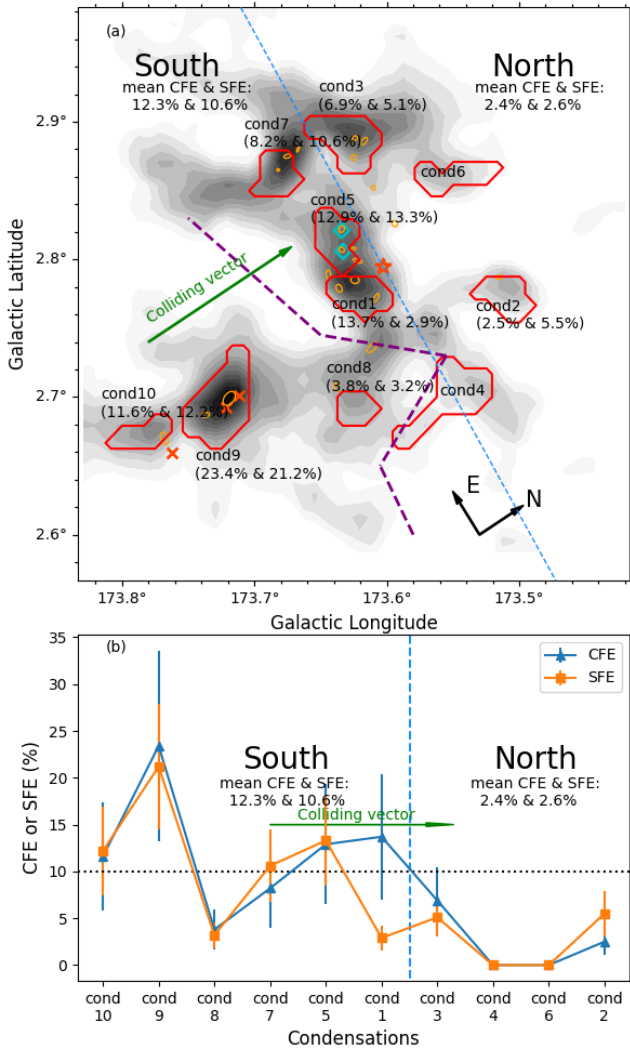 (a)
South
mean CFE & SFE:
12.3% & 10.6%
North
mean CFE & SFE:
2.4% & 2.6%
cond3
(6.9% & 5.1%)
cond7
(8.2% & 10.6%)
cond6
cond5
(12.9% & 13.3%)
Colliding vector
cond1
(13.7% & 2.9%)
cond2
(2.5% & 5.5%)
cond8
(3.8% & 3.2%)
cond4
cond10
(11.6% & 12.2%)
cond9
(23.4% & 21.2%)
E
N
2.9°
2.8°
2.7°
2.6°
Galactic Latitude
173.8° 173.7° 173.6° 173.5°
Galactic Longitude
(b)
CFE
SFE
South
mean CFE & SFE:
12.3% & 10.6%
North
mean CFE & SFE:
2.4% & 2.6%
Colliding vector
35
30
25
20
15
10
5
0
CFE or SFE (%)
cond cond cond cond cond cond cond cond cond cond
10 9 8 7 5 1 3 4 6 2
Condensations